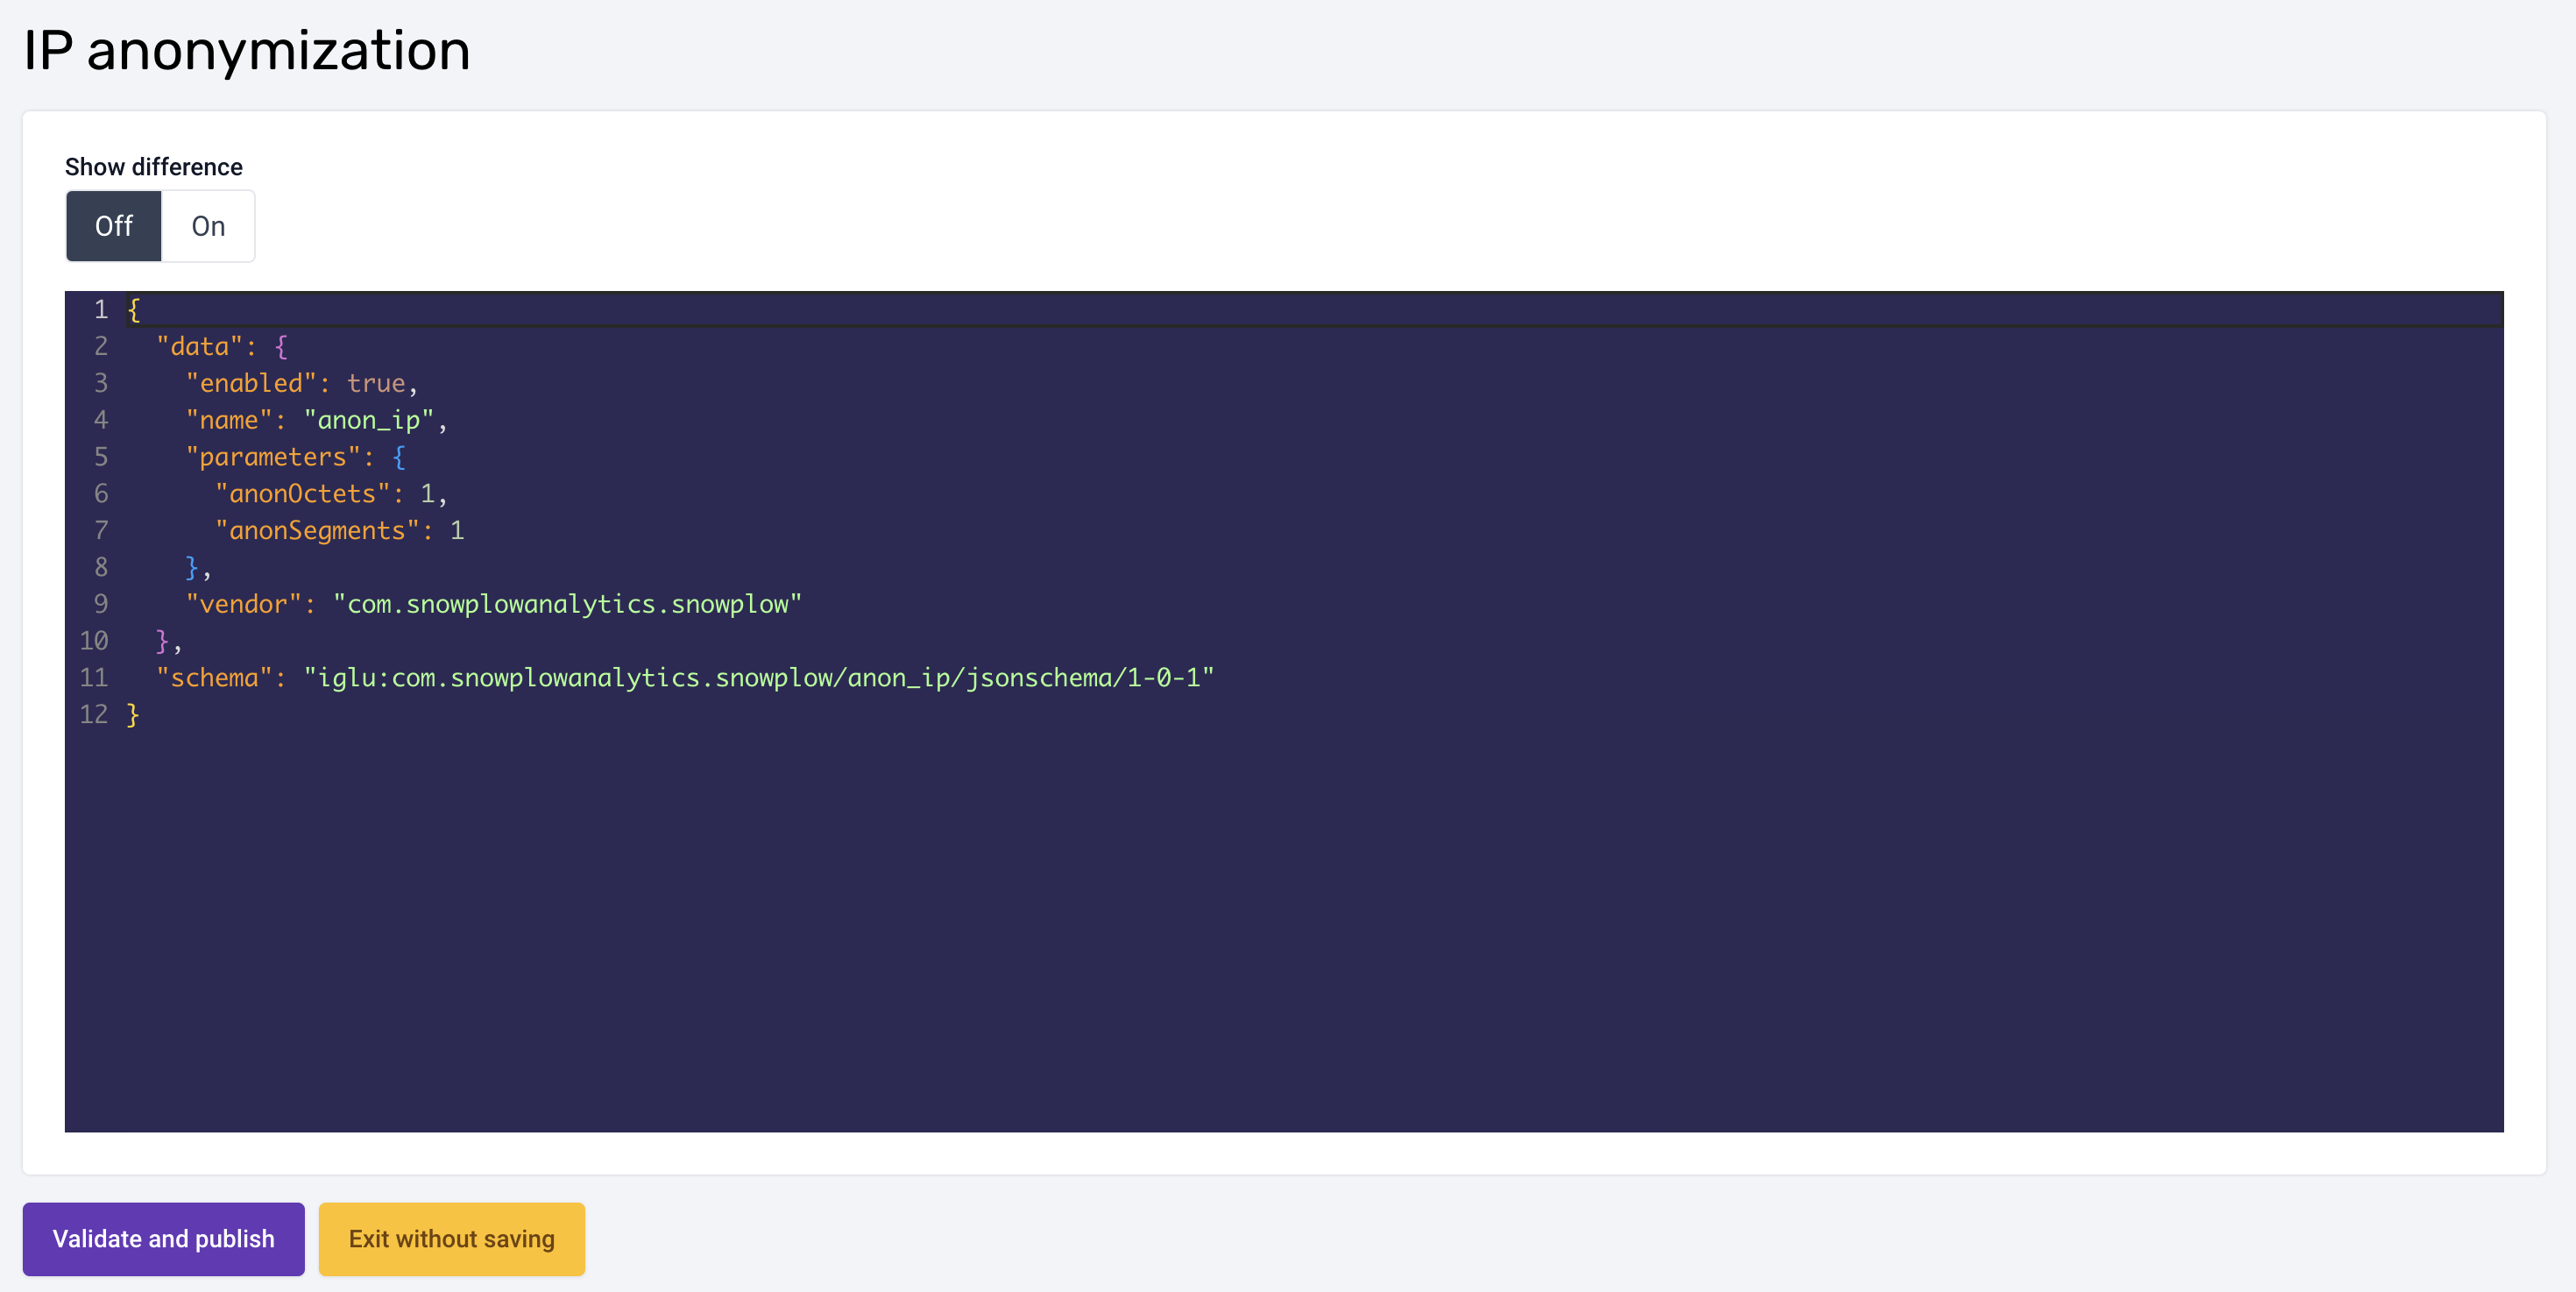 IP anonymization
Show difference
Off On
1 {
2   "data": {
3     "enabled": true,
4     "name": "anon_ip",
5     "parameters": {
6       "anonOctets": 1,
7       "anonSegments": 1
8     },
9     "vendor": "com.snowplowanalytics.snowplow"
10   },
11   "schema": "iglu:com.snowplowanalytics.snowplow/anon_ip/jsonschema/1-0-1"
12 }
Validate and publish Exit without saving